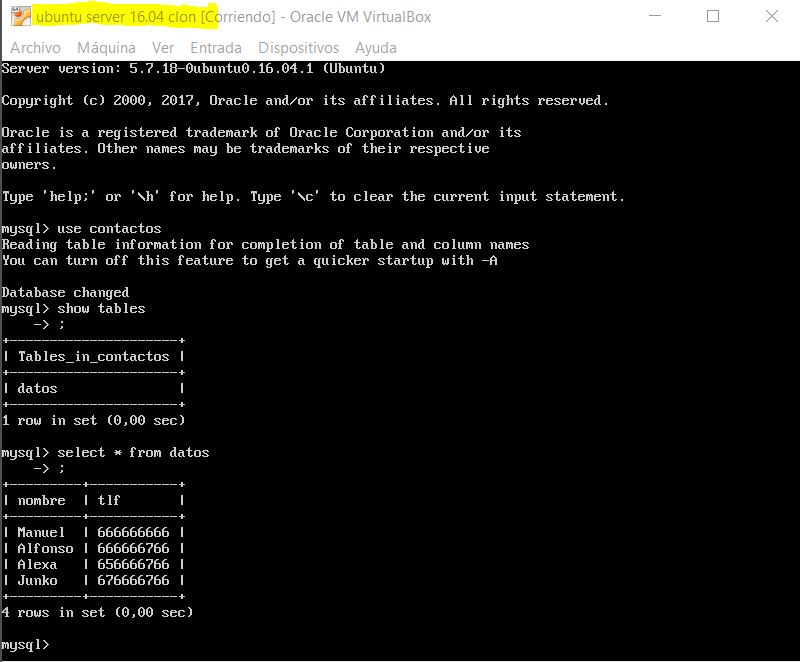 ubuntu server 16.04 clon [Corriendo] - Oracle VM VirtualBox
Archivo Máquina Ver Entrada Dispositivos Ayuda
Server version: 5.7.18-0ubuntu0.16.04.1 (Ubuntu)
Copyright (c) 2000, 2017, Oracle and/or its affiliates. All rights reserved.
Oracle is a registered trademark of Oracle Corporation and/or its
affiliates. Other names may be trademarks of their respective
owners.
Type 'help;' or '\h' for help. Type '\c' to clear the current input statement.
mysql> use contactos
Reading table information for completion of table and column names
You can turn off this feature to get a quicker startup with -A
Database changed
mysql> show tables
    -> ;
+---------------------+
| Tables_in_contactos |
+---------------------+
| datos               |
+---------------------+
1 row in set (0,00 sec)
mysql> select * from datos
    -> ;
+---------+-----------+
| nombre  | tlf       |
+---------+-----------+
| Manuel  | 666666666 |
| Alfonso | 666666766 |
| Alexa   | 656666766 |
| Junko   | 676666766 |
+---------+-----------+
4 rows in set (0,00 sec)
mysql>